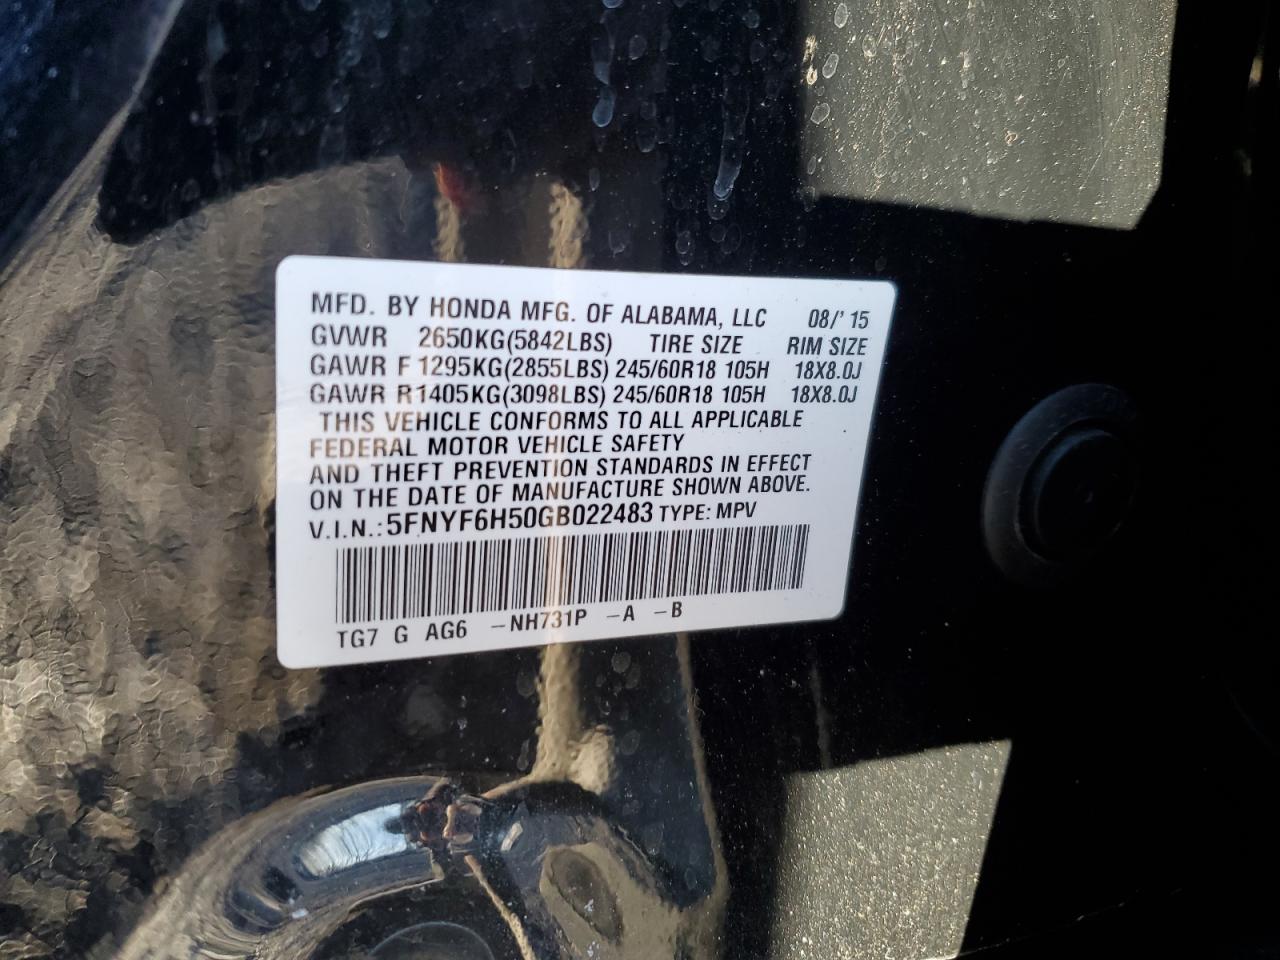 MFD. BY HONDA MFG. OF ALABAMA, LLC 08/'15
GVWR 2650KG(5842LBS) TIRE SIZE RIM SIZE
GAWR F 1295KG(2855LBS) 245/60R18 105H 18X8.0J
GAWR R1405KG(3098LBS) 245/60R18 105H 18X8.0J
THIS VEHICLE CONFORMS TO ALL APPLICABLE
FEDERAL MOTOR VEHICLE SAFETY
AND THEFT PREVENTION STANDARDS IN EFFECT
ON THE DATE OF MANUFACTURE SHOWN ABOVE.
V.I.N.: 5FNYF6H50GB022483 TYPE: MPV
TG7 G AG6 -NH731P -A -B